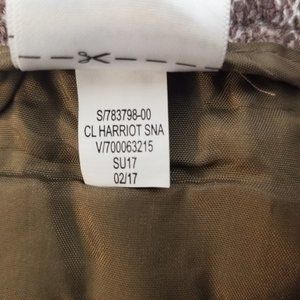 S/783798-00
CL HARRIOT SNA
V/700063215
SU17
02/17